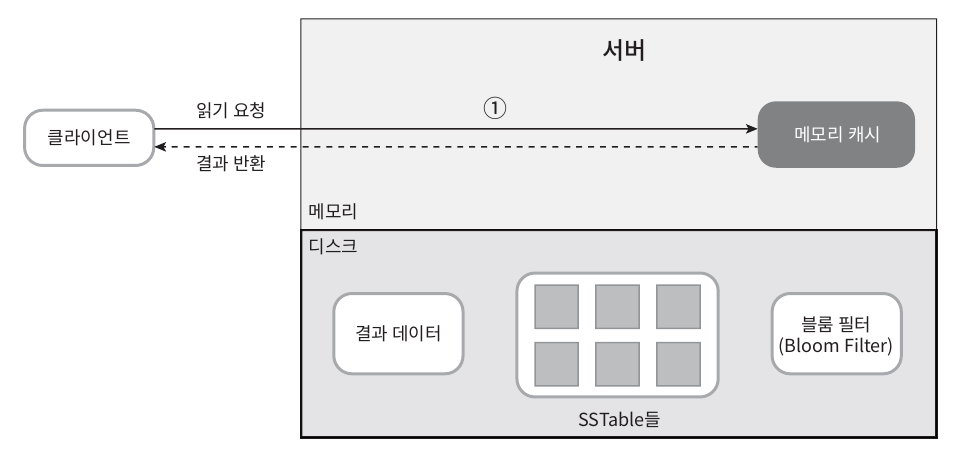 서버
읽기 요청
①
클라이언트
메모리 캐시
결과 반환
메모리
디스크
결과 데이터
블룸 필터
(Bloom Filter)
SSTable들